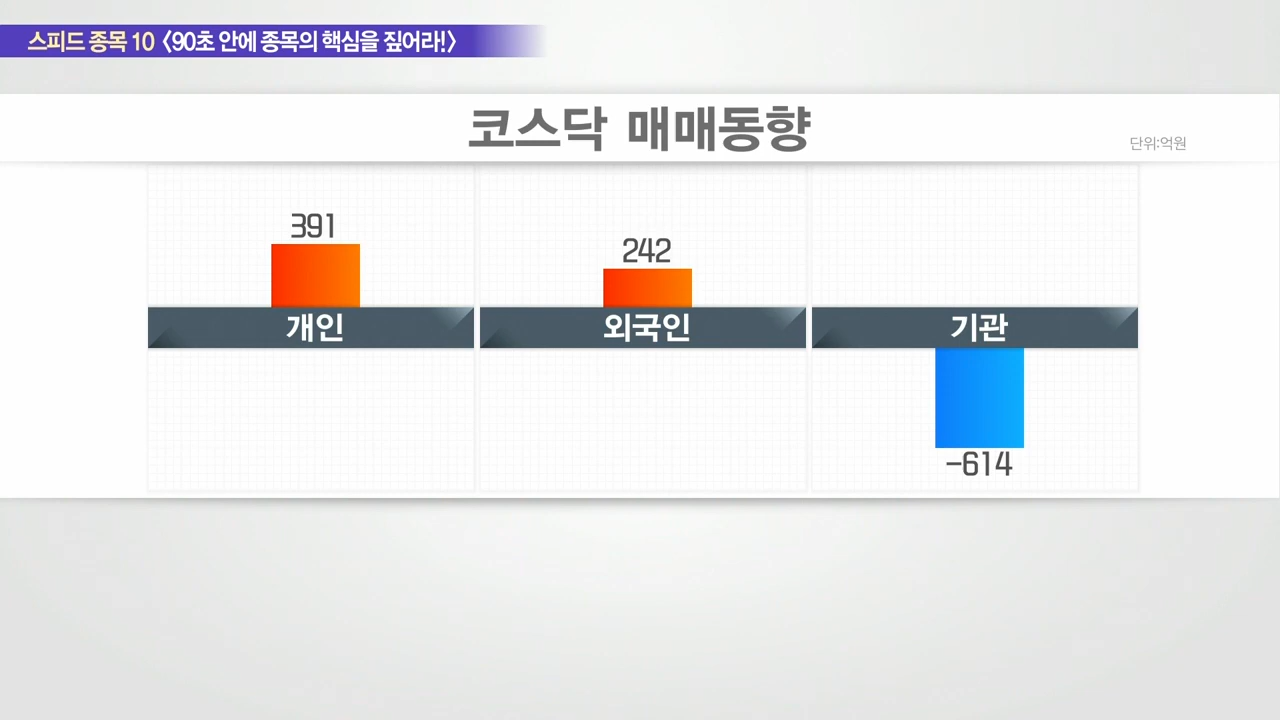 스피드 종목 10 〈90초 안에 종목의 핵심을 짚어라!〉
코스닥 매매동향
단위:억원
391
242
개인
외국인
기관
-614